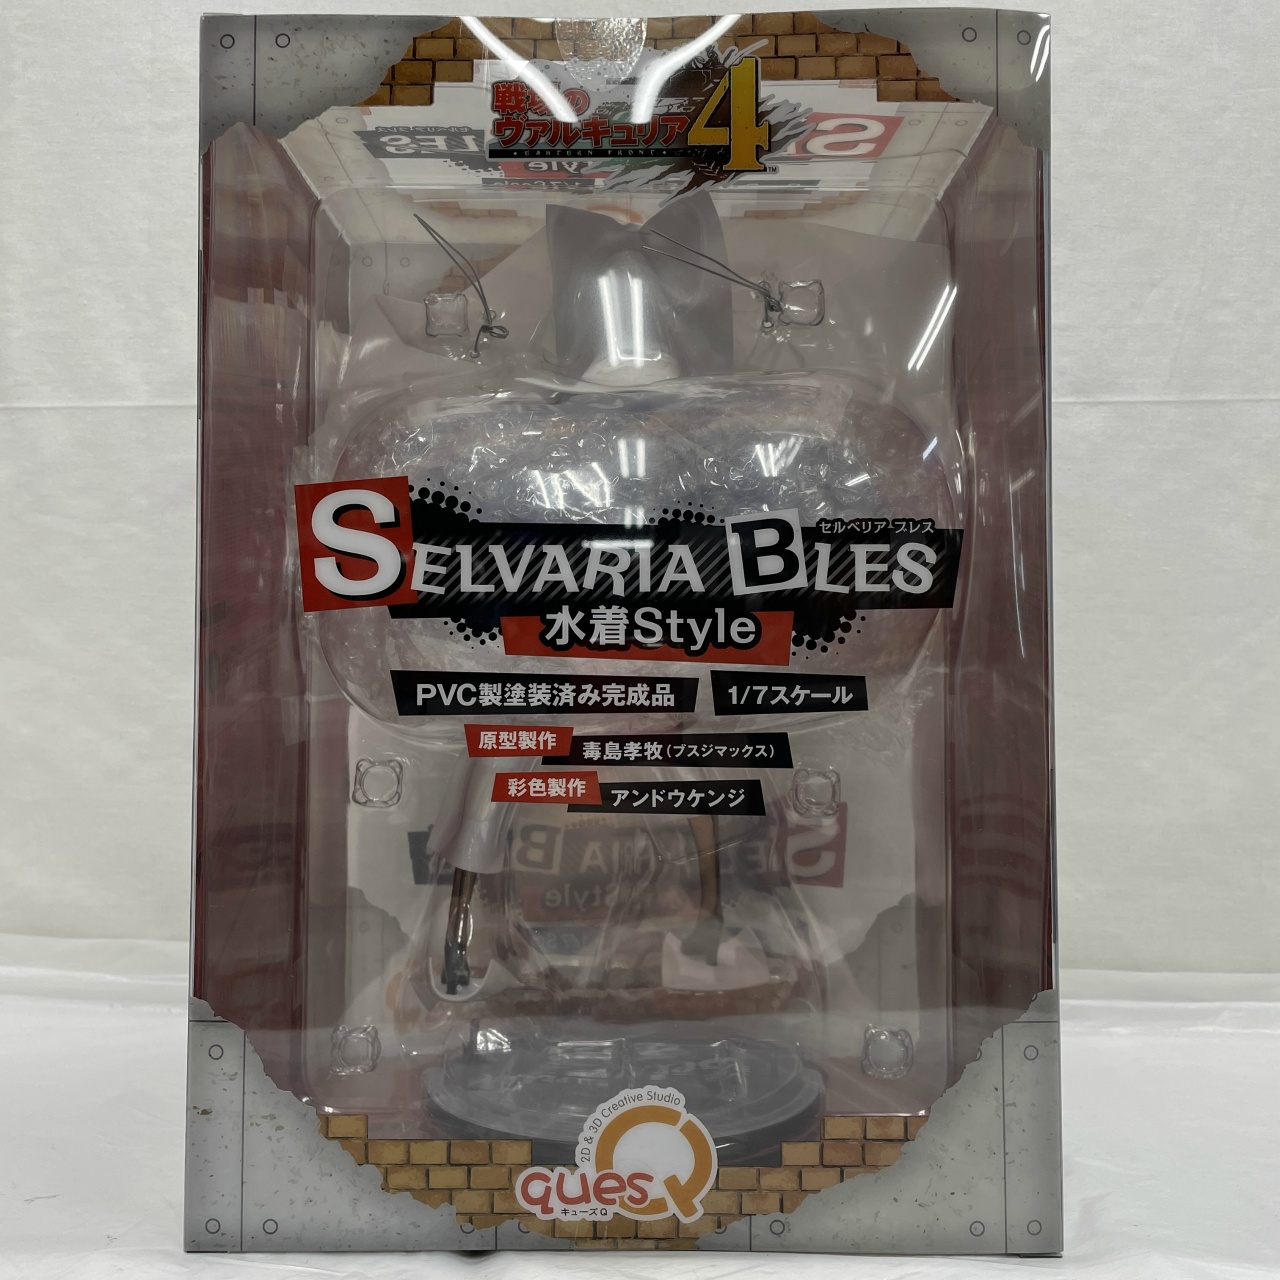 戦場の
ヴァルキュリア4
EASTERN FRONT
TM
セルベリア ブレス
SELVARIA BLES
水着Style
PVC製塗装済み完成品
1/7スケール
原型製作
毒島孝牧(ブスジマックス)
彩色製作
アンドウケンジ
2D & 3D Creative Studio
quesQ
キューズQ